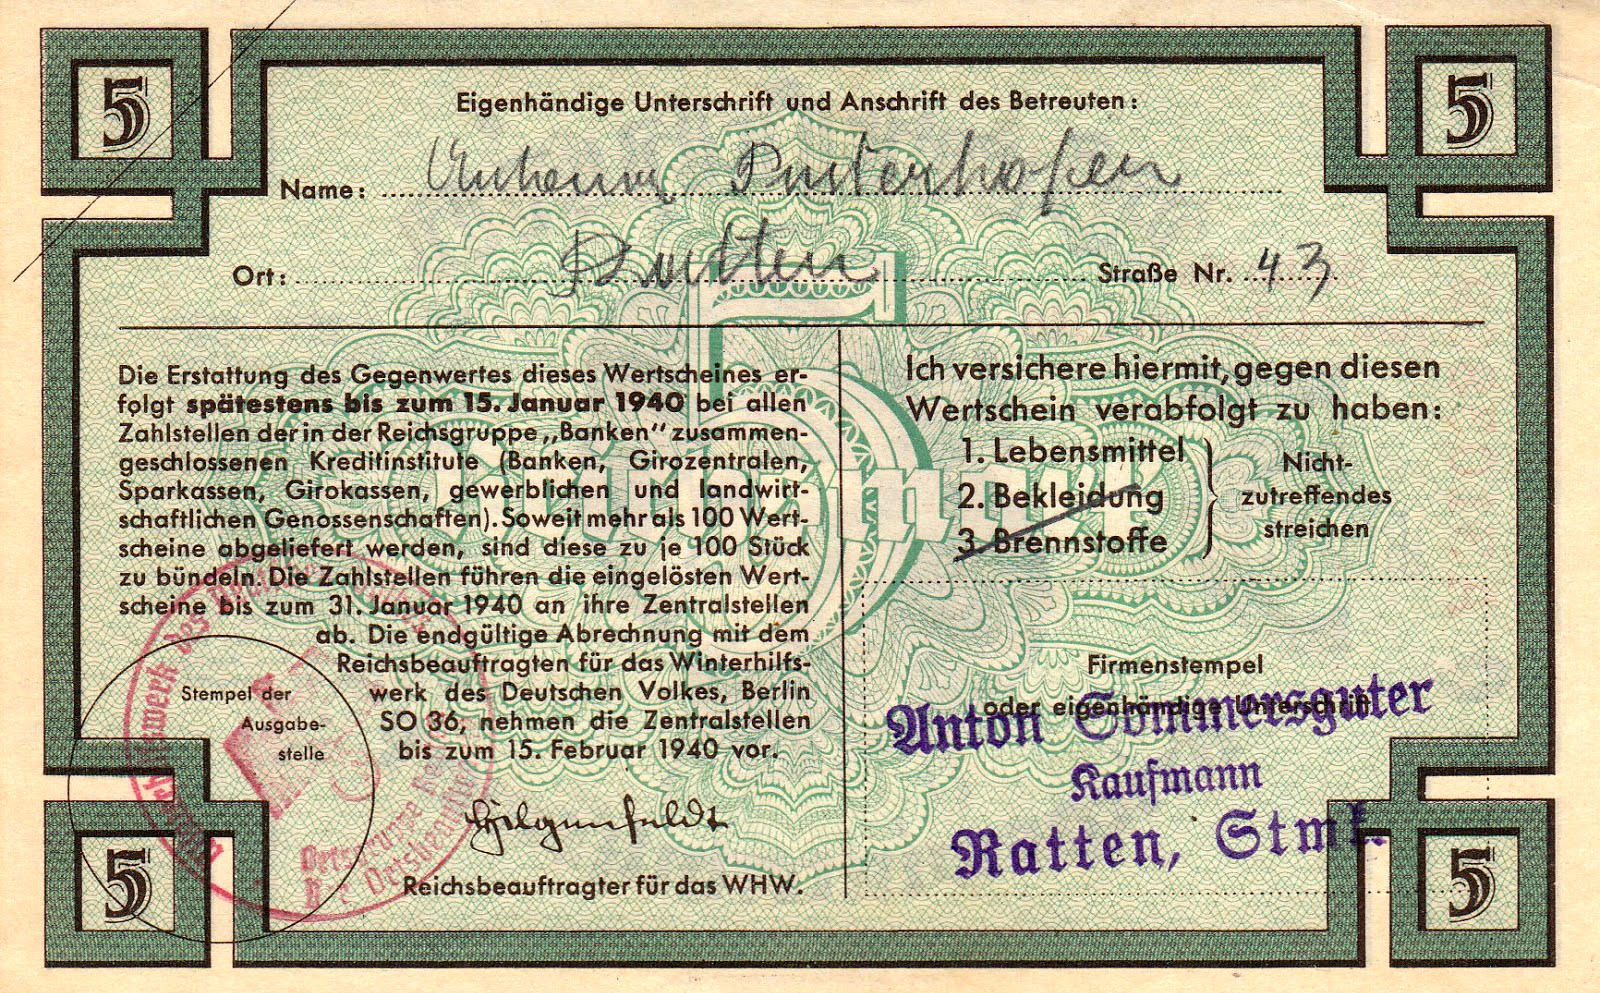 5
5
Eigenhändige Unterschrift und Anschrift des Betreuten:
Name:
Ort: Ratten Straße Nr. 43
Die Erstattung des Gegenwertes dieses Wertscheines er-
folgt spätestens bis zum 15. Januar 1940 bei allen
Zahlstellen der in der Reichsgruppe „Banken" zusammen-
geschlossenen Kreditinstitute (Banken, Girozentralen,
Sparkassen, Girokassen, gewerblichen und landwirt-
schaftlichen Genossenschaften). Soweit mehr als 100 Wert-
scheine abgeliefert werden, sind diese zu je 100 Stück
zu bündeln. Die Zahlstellen führen die eingelösten Wert-
scheine bis zum 31. Januar 1940 an ihre Zentralstellen
ab. Die endgültige Abrechnung mit dem
Reichsbeauftragten für das Winterhilfs-
werk des Deutschen Volkes, Berlin
SO 36, nehmen die Zentralstellen
bis zum 15. Februar 1940 vor.
Hilgenfeldt
Reichsbeauftragter für das WHW.
Stempel der
Ausgabe-
stelle
Ortsgruppe
Ich versichere hiermit, gegen diesen
Wertschein verabfolgt zu haben:
1. Lebensmittel
2. Bekleidung
3. Brennstoffe
Nicht-
zutreffendes
streichen
5
Mark
Firmenstempel
oder eigenhändige Unterschrift
Anton Sommersguter
Kaufmann
Ratten, Stmk.
5
5